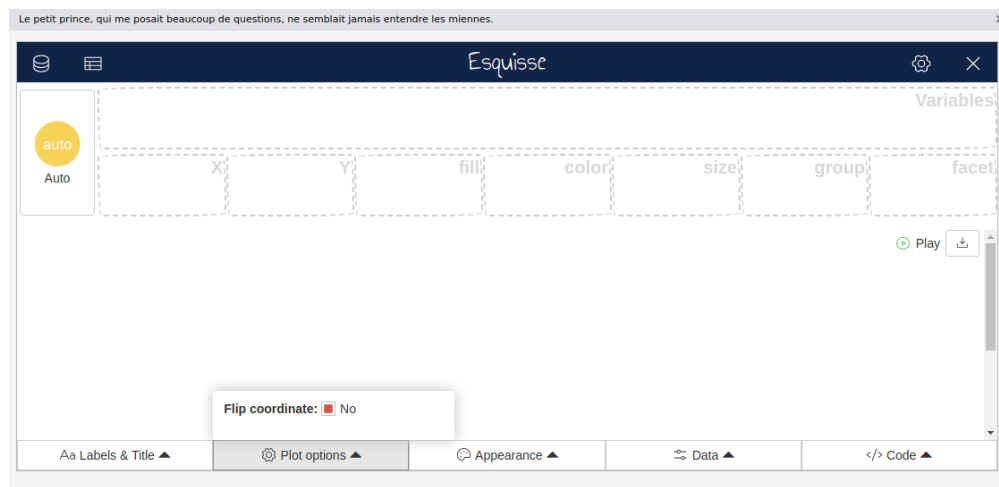 Le petit prince, qui me posait beaucoup de questions, ne semblait jamais entendre les miennes.
Esquisse
Variables
auto
Auto
X Y fill color size group facet
Play
Flip coordinate: No
Aa Labels & Title Plot options Appearance Data </> Code